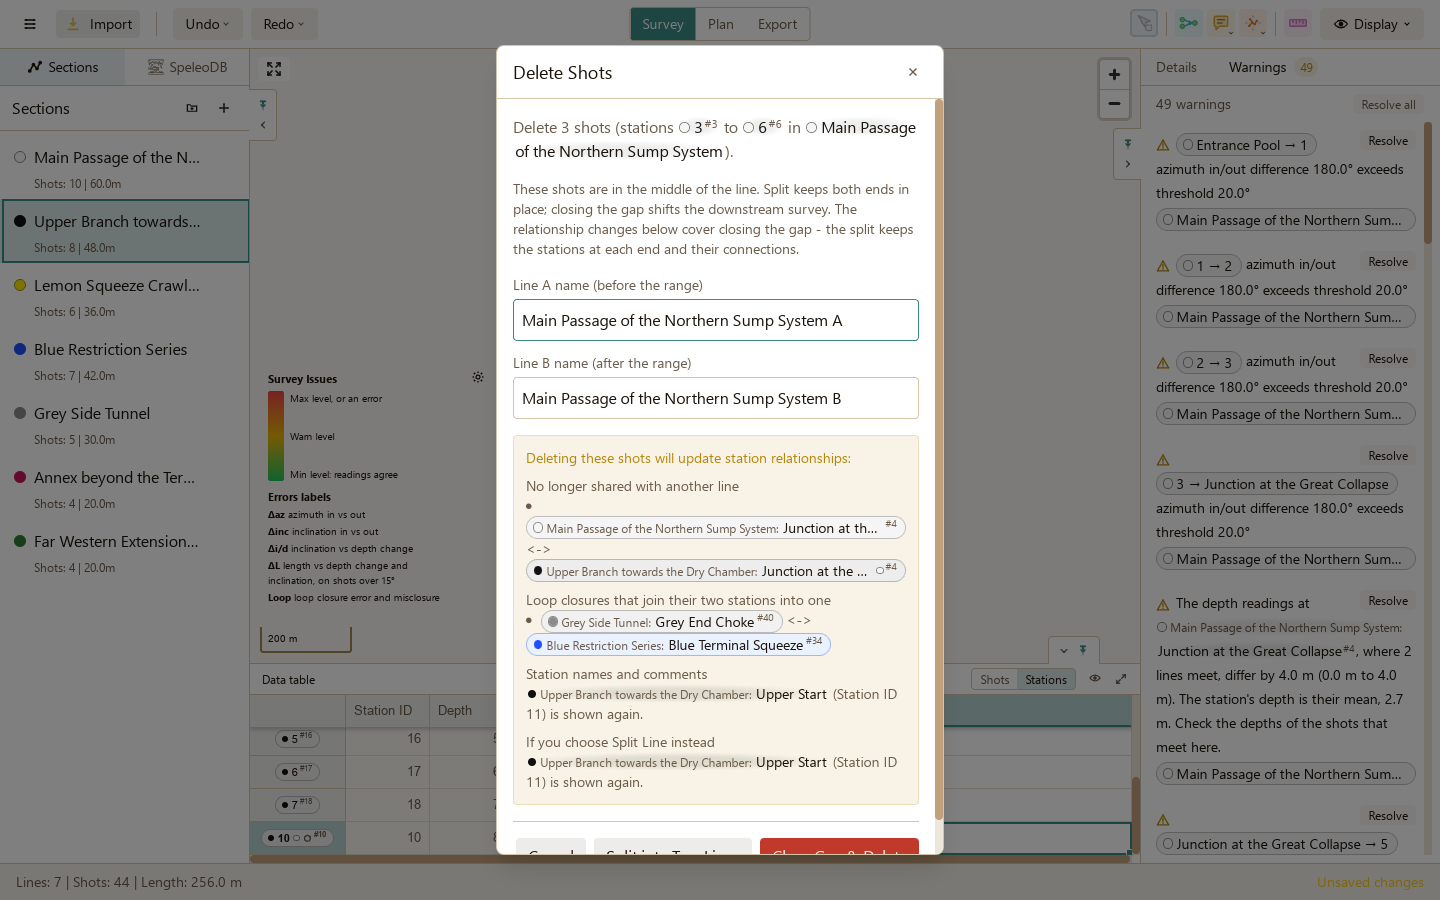 Import
Undo
Redo
Survey
Plan
Export
Display
Sections
SpeleoDB
Sections
Main Passage of the N...
Shots: 10 | 60.0m
Upper Branch towards...
Shots: 8 | 48.0m
Lemon Squeeze Crawl...
Shots: 6 | 36.0m
Blue Restriction Series
Shots: 7 | 42.0m
Grey Side Tunnel
Shots: 5 | 30.0m
Annex beyond the Ter...
Shots: 4 | 20.0m
Far Western Extension...
Shots: 4 | 20.0m
Survey Issues
Max level, or an error
Warn level
Min level: readings agree
Errors labels
Δaz azimuth in vs out
Δinc inclination in vs out
Δi/d inclination vs depth change
ΔL length vs depth change and
inclination, on shots over 15°
Loop loop closure error and misclosure
200 m
Data table
Shots
Stations
Station ID
Depth
5 #16
16
6 #17
17
7 #18
18
10 #10
10
Delete Shots
×
Delete 3 shots (stations 3 #3 to 6 #6 in Main Passage
of the Northern Sump System).
These shots are in the middle of the line. Split keeps both ends in
place; closing the gap shifts the downstream survey. The
relationship changes below cover closing the gap - the split keeps
the stations at each end and their connections.
Line A name (before the range)
Main Passage of the Northern Sump System A
Line B name (after the range)
Main Passage of the Northern Sump System B
Deleting these shots will update station relationships:
No longer shared with another line
Main Passage of the Northern Sump System: Junction at th... #4
<->
Upper Branch towards the Dry Chamber: Junction at the ... #4
Loop closures that join their two stations into one
Grey Side Tunnel: Grey End Choke #40 <->
Blue Restriction Series: Blue Terminal Squeeze #34
Station names and comments
Upper Branch towards the Dry Chamber: Upper Start (Station ID
11) is shown again.
If you choose Split Line instead
Upper Branch towards the Dry Chamber: Upper Start (Station ID
11) is shown again.
Details
Warnings 49
49 warnings
Resolve all
Entrance Pool → 1
Resolve
azimuth in/out difference 180.0° exceeds
threshold 20.0°
Main Passage of the Northern Sum...
1 → 2 azimuth in/out
Resolve
difference 180.0° exceeds threshold 20.0°
Main Passage of the Northern Sum...
2 → 3 azimuth in/out
Resolve
difference 180.0° exceeds threshold 20.0°
Main Passage of the Northern Sum...
Resolve
3 → Junction at the Great Collapse
azimuth in/out difference 180.0° exceeds
threshold 20.0°
Main Passage of the Northern Sum...
The depth readings at
Resolve
Main Passage of the Northern Sump System:
Junction at the Great Collapse #4, where 2
lines meet, differ by 4.0 m (0.0 m to 4.0
m). The station's depth is their mean, 2.7
m. Check the depths of the shots that
meet here.
Main Passage of the Northern Sum...
Resolve
Junction at the Great Collapse → 5
Lines: 7 | Shots: 44 | Length: 256.0 m
Unsaved changes